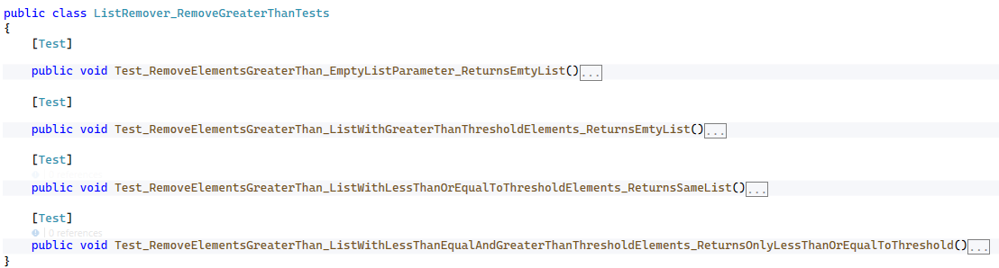 public class ListRemover_RemoveGreaterThanTests
{
[Test]
public void Test_RemoveElementsGreaterThan_EmptyListParameter_ReturnsEmtyList()...
[Test]
public void Test_RemoveElementsGreaterThan_ListWithGreaterThanThresholdElements_ReturnsEmtyList()...
[Test]
public void Test_RemoveElementsGreaterThan_ListWithLessThanOrEqualToThresholdElements_ReturnsSameList()...
[Test]
| 0 references
public void Test_RemoveElementsGreaterThan_ListWithLessThanEqualAndGreaterThanThresholdElements_ReturnsOnlyLessThanOrEqualToThreshold()...
}